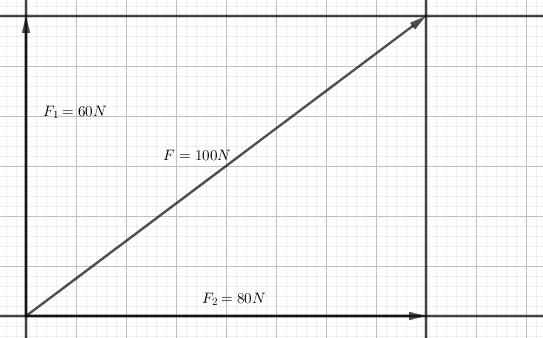 F₁ = 60N
F = 100N
F₂ = 80N